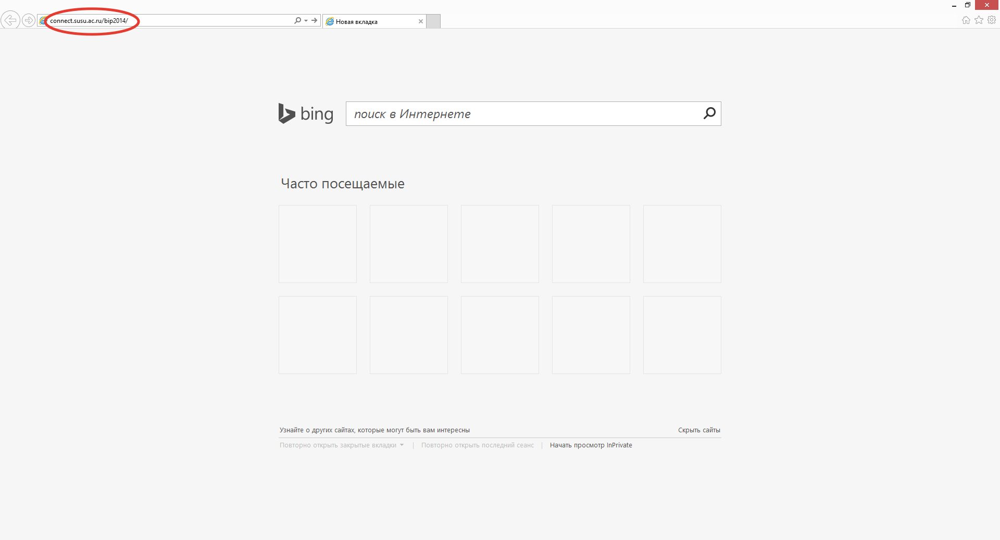 connect.susu.ac.ru/bip2014/
Новая вкладка
bing
поиск в Интернете
Часто посещаемые
Узнайте о других сайтах, которые могут быть вам интересны
Скрыть сайты
Повторно открыть закрытые вкладки | Повторно открыть последний сеанс | Начать просмотр InPrivate